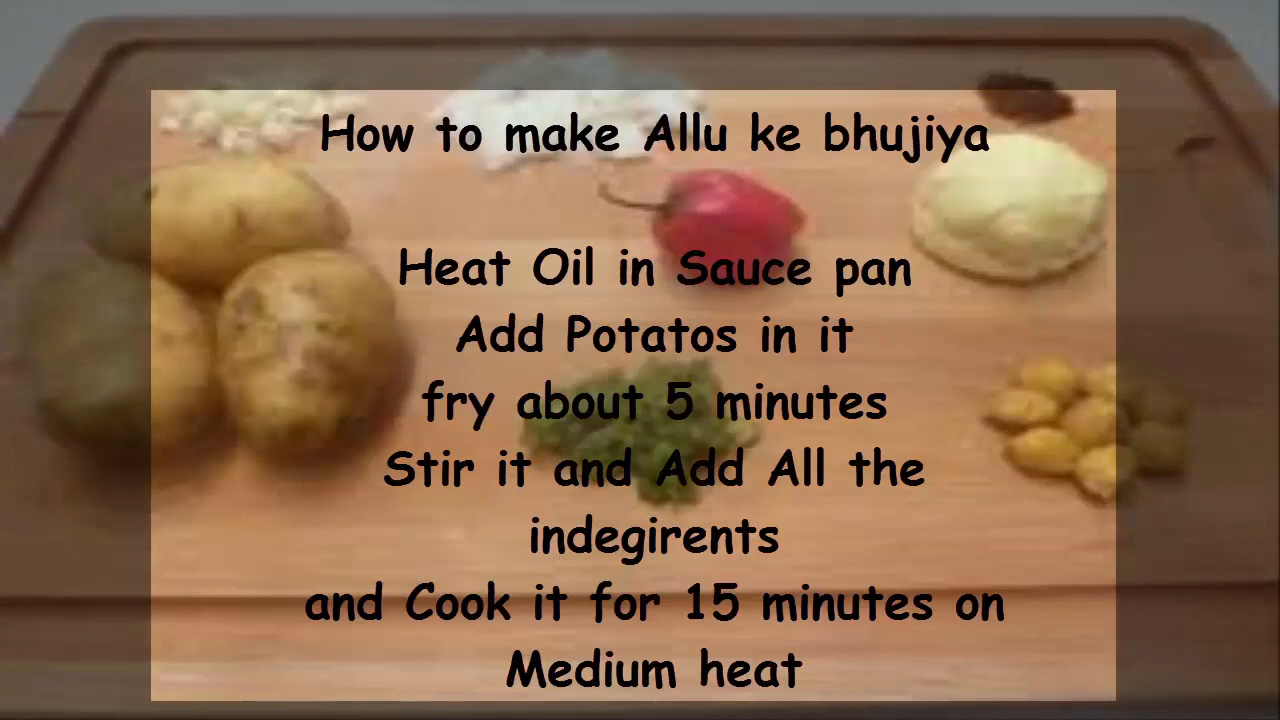 How to make Allu ke bhujiya
Heat Oil in Sauce pan
Add Potatos in it
fry about 5 minutes
Stir it and Add All the
indegirents
and Cook it for 15 minutes on
Medium heat